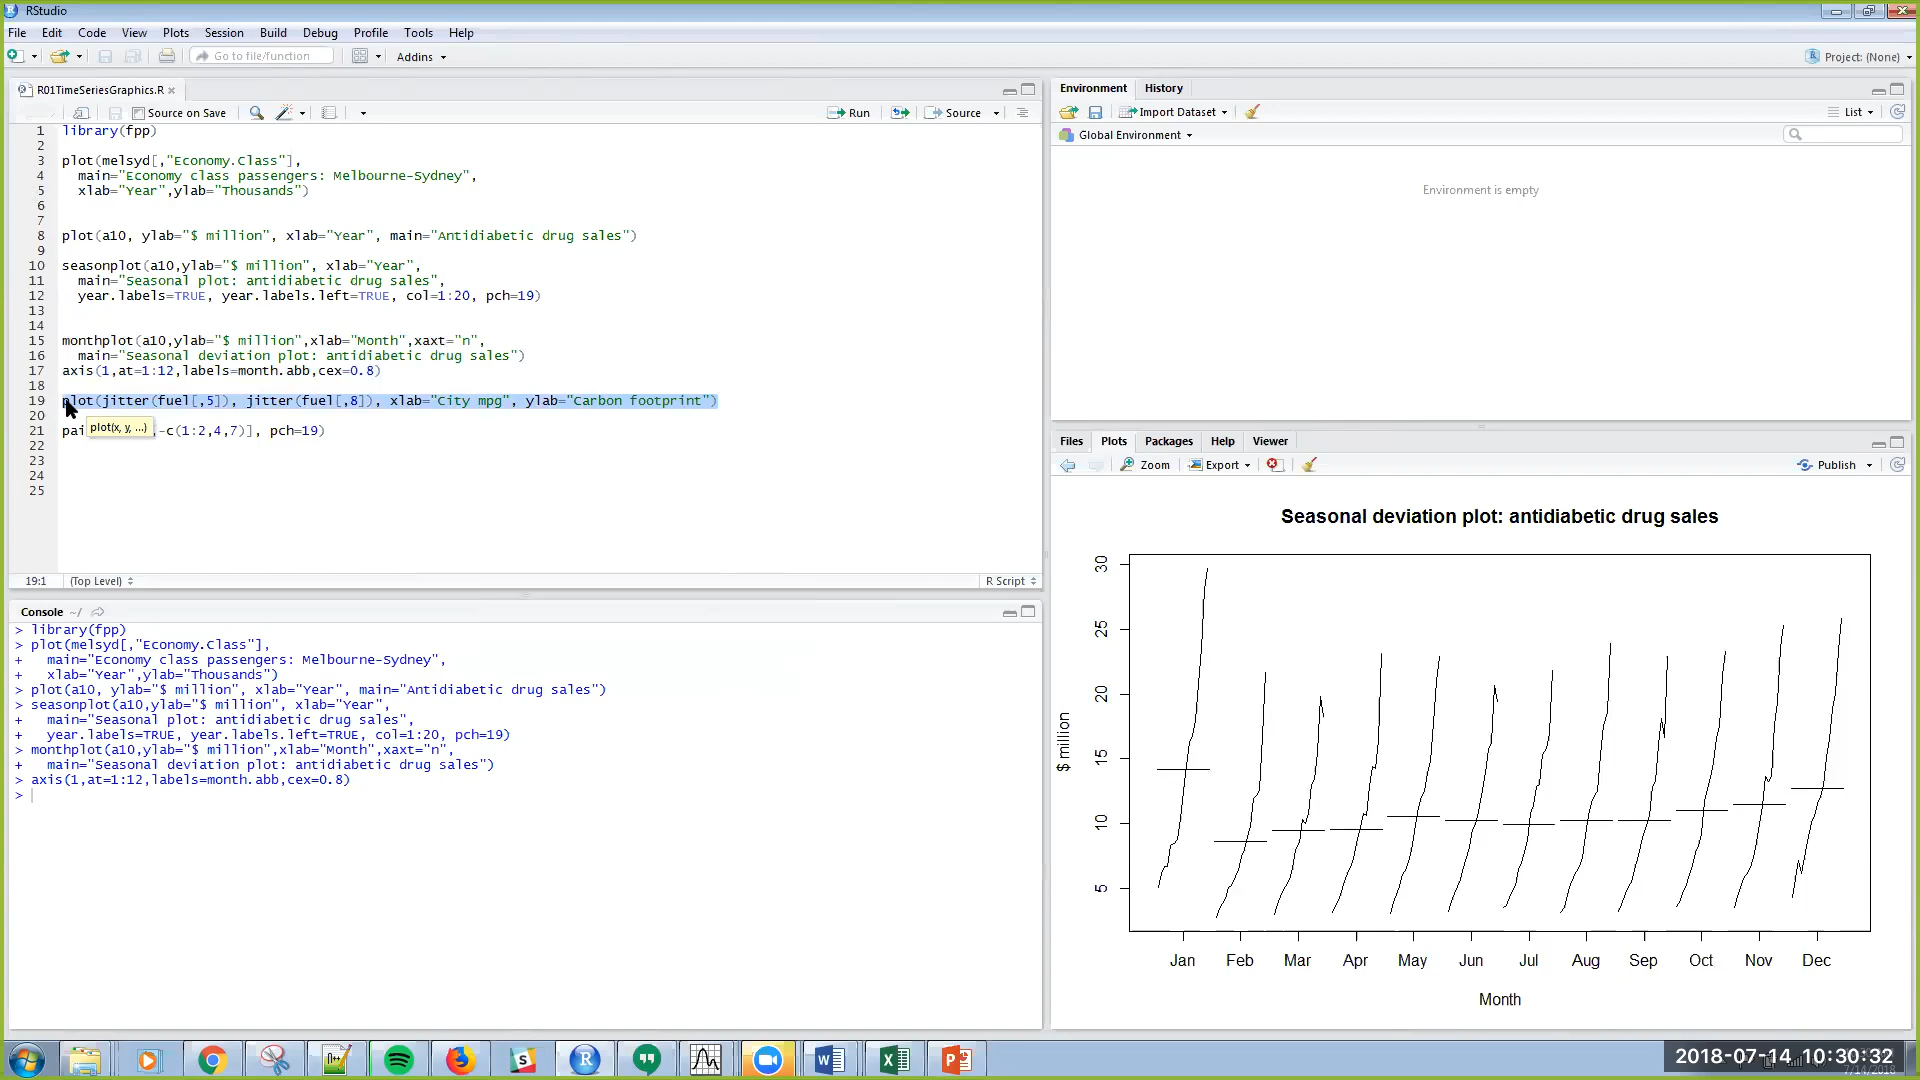 RStudio
File Edit Code View Plots Session Build Debug Profile Tools Help
Go to file/function Addins Project: (None)
R01TimeSeriesGraphics.R
Source on Save Run Source
1 library(fpp)
2
3 plot(melsyd[,"Economy.Class"],
4 main="Economy class passengers: Melbourne-Sydney",
5 xlab="Year",ylab="Thousands")
6
7
8 plot(a10, ylab="$ million", xlab="Year", main="Antidiabetic drug sales")
9
10 seasonplot(a10,ylab="$ million", xlab="Year",
11 main="Seasonal plot: antidiabetic drug sales",
12 year.labels=TRUE, year.labels.left=TRUE, col=1:20, pch=19)
13
14
15 monthplot(a10,ylab="$ million",xlab="Month",xaxt="n",
16 main="Seasonal deviation plot: antidiabetic drug sales")
17 axis(1,at=1:12,labels=month.abb,cex=0.8)
18
19 plot(jitter(fuel[,5]), jitter(fuel[,8]), xlab="City mpg", ylab="Carbon footprint")
20
plot(x, y, ...)
21 pai ,-c(1:2,4,7)], pch=19)
22
23
24
25
19:1 (Top Level) R Script
Console ~/
> library(fpp)
> plot(melsyd[,"Economy.Class"],
+ main="Economy class passengers: Melbourne-Sydney",
+ xlab="Year",ylab="Thousands")
> plot(a10, ylab="$ million", xlab="Year", main="Antidiabetic drug sales")
> seasonplot(a10,ylab="$ million", xlab="Year",
+ main="Seasonal plot: antidiabetic drug sales",
+ year.labels=TRUE, year.labels.left=TRUE, col=1:20, pch=19)
> monthplot(a10,ylab="$ million",xlab="Month",xaxt="n",
+ main="Seasonal deviation plot: antidiabetic drug sales")
> axis(1,at=1:12,labels=month.abb,cex=0.8)
>
Environment History
Import Dataset List
Global Environment
Environment is empty
Files Plots Packages Help Viewer
Zoom Export Publish
Seasonal deviation plot: antidiabetic drug sales
30
25
20
15
10
5
$ million
Jan Feb Mar Apr May Jun Jul Aug Sep Oct Nov Dec
Month
2018-07-14 10:30:32
7/14/2018